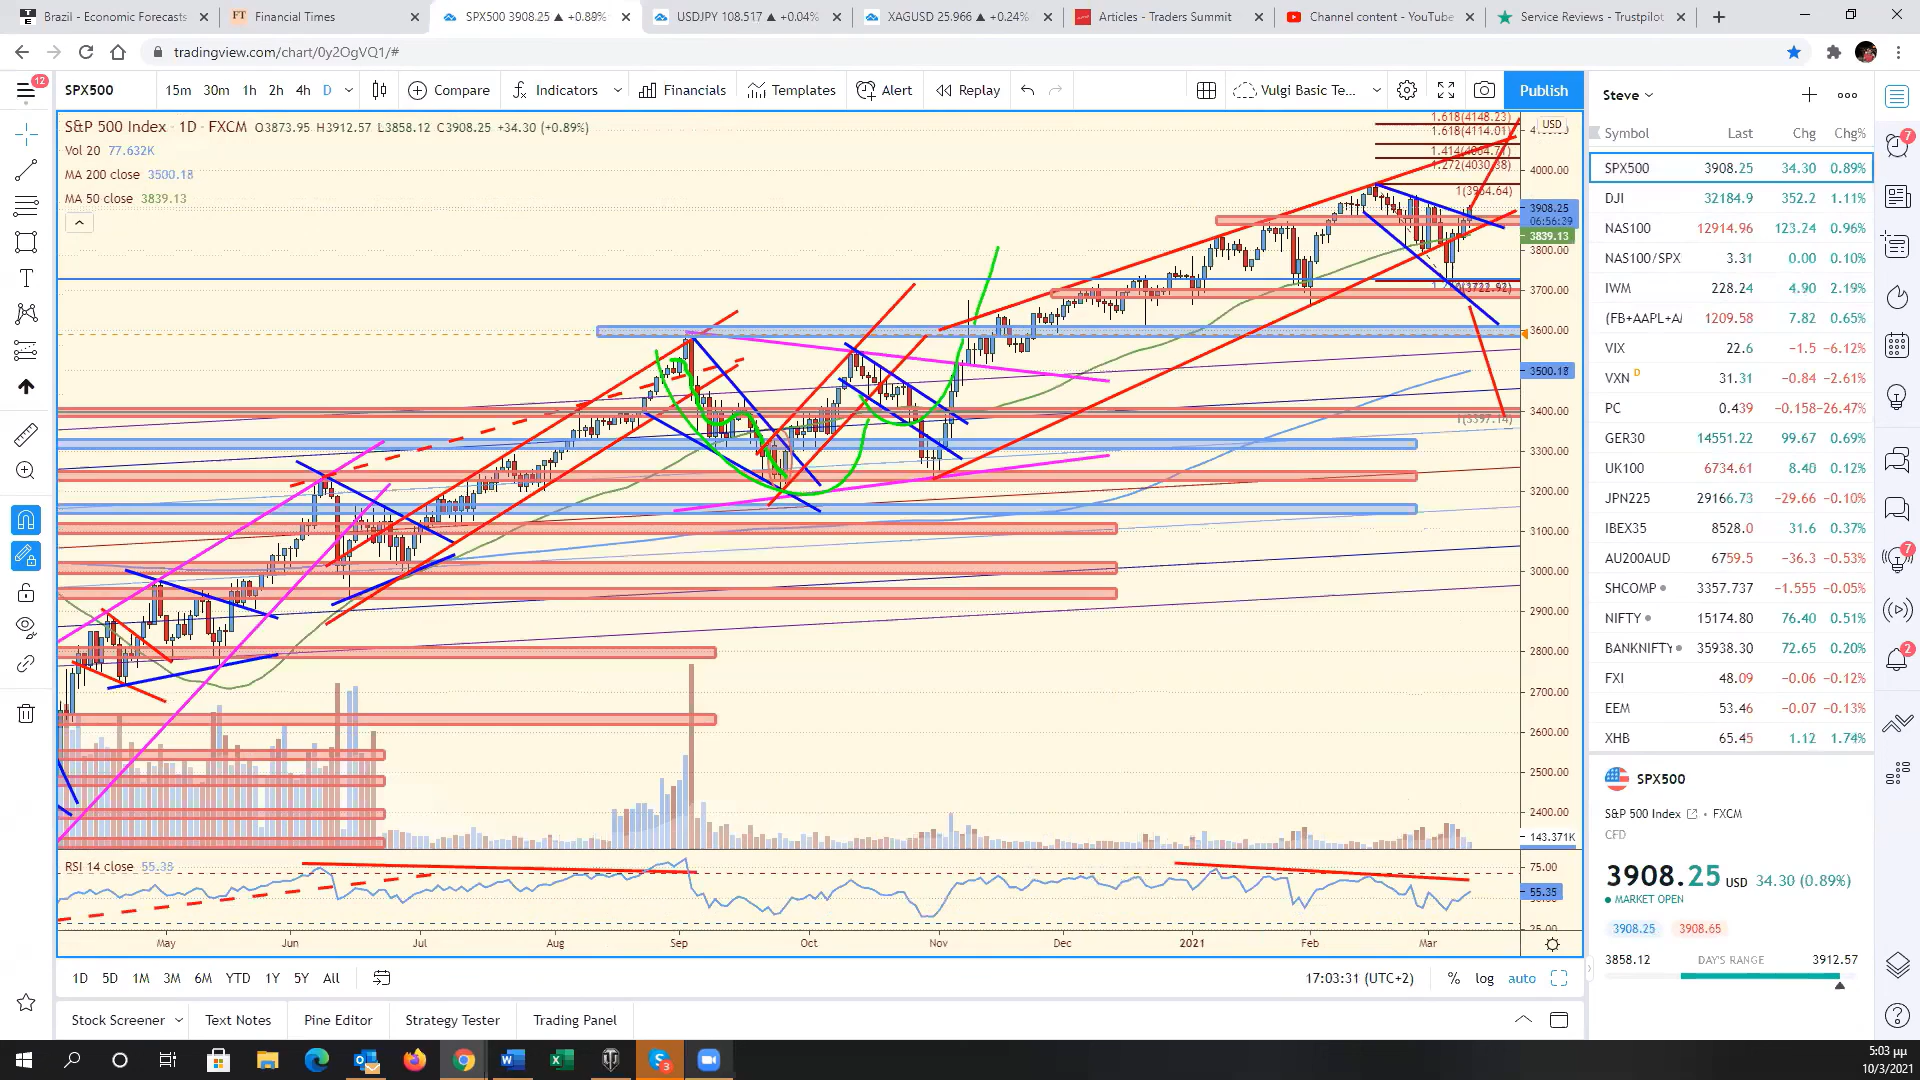 Brazil - Economic Forecasts
Financial Times
SPX500 3908.25 ▲ +0.89%
USDJPY 108.517 ▲ +0.04%
XAGUSD 25.966 ▲ +0.24%
Articles - Traders Summit
Channel content - YouTube
Service Reviews - Trustpilot
tradingview.com/chart/0y2OgVQ1/#
12
SPX500
15m 30m 1h 2h 4h D
Compare
Indicators
Financials
Templates
Alert
Replay
Vulgi Basic Te...
Publish
S&P 500 Index · 1D · FXCM O3873.95 H3912.57 L3858.12 C3908.25 +34.30 (+0.89%)
Vol 20 77.632K
MA 200 close 3500.18
MA 50 close 3839.13
1.618(4148.23)
1.618(4114.01)
1.272(4030.38)
1(3964.64)
1(3397.14)
USD
4000.00
3908.25
06:56:29
3839.13
3800.00
3700.00
3600.00
3500.18
3400.00
3300.00
3200.00
3100.00
3000.00
2900.00
2800.00
2700.00
2600.00
2500.00
2400.00
143.371K
RSI 14 close 55.38
75.00
55.35
25.00
May Jun Jul Aug Sep Oct Nov Dec 2021 Feb Mar
1D 5D 1M 3M 6M YTD 1Y 5Y All
17:03:31 (UTC+2) % log auto
Stock Screener Text Notes Pine Editor Strategy Tester Trading Panel
Steve
Symbol Last Chg Chg%
SPX500 3908.25 34.30 0.89%
DJI 32184.9 352.2 1.11%
NAS100 12914.96 123.24 0.96%
NAS100/SPX 3.31 0.00 0.10%
IWM 228.24 4.90 2.19%
(FB+AAPL+A/ 1209.58 7.82 0.65%
VIX 22.6 −1.5 −6.12%
VXN D 31.31 −0.84 −2.61%
PC 0.439 −0.158 −26.47%
GER30 14551.22 99.67 0.69%
UK100 6734.61 8.40 0.12%
JPN225 29166.73 −29.66 −0.10%
IBEX35 8528.0 31.6 0.37%
AU200AUD 6759.5 −36.3 −0.53%
SHCOMP 3357.737 −1.555 −0.05%
NIFTY 15174.80 76.40 0.51%
BANKNIFTY 35938.30 72.65 0.20%
FXI 48.09 −0.06 −0.12%
EEM 53.46 −0.07 −0.13%
XHB 65.45 1.12 1.74%
SPX500
S&P 500 Index · FXCM
CFD
3908.25 USD 34.30 (0.89%)
MARKET OPEN
3908.25 3908.65
3858.12 DAY'S RANGE 3912.57
7
7
2
3
5:03 μμ
10/3/2021